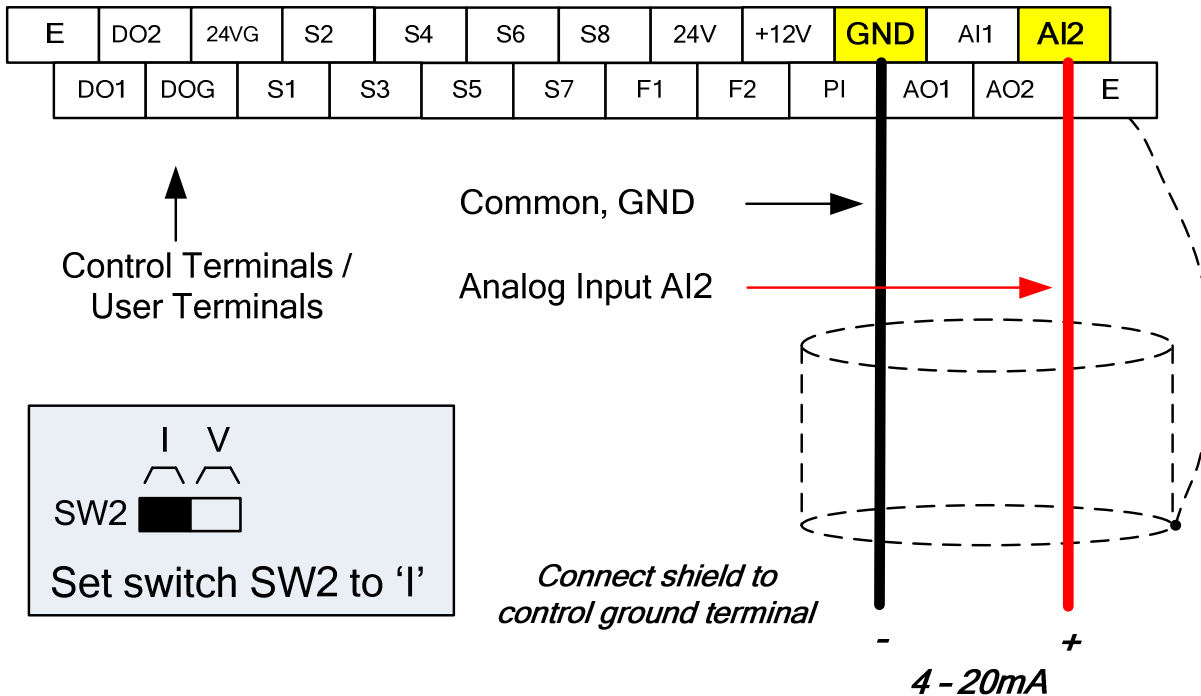 E DO2 24VG S2 S4 S6 S8 24V +12V GND AI1 AI2
DO1 DOG S1 S3 S5 S7 F1 F2 PI AO1 AO2 E
Common, GND
Control Terminals /
User Terminals
Analog Input AI2
I V
SW2
Set switch SW2 to ‘I’
Connect shield to
control ground terminal
- +
4 – 20mA